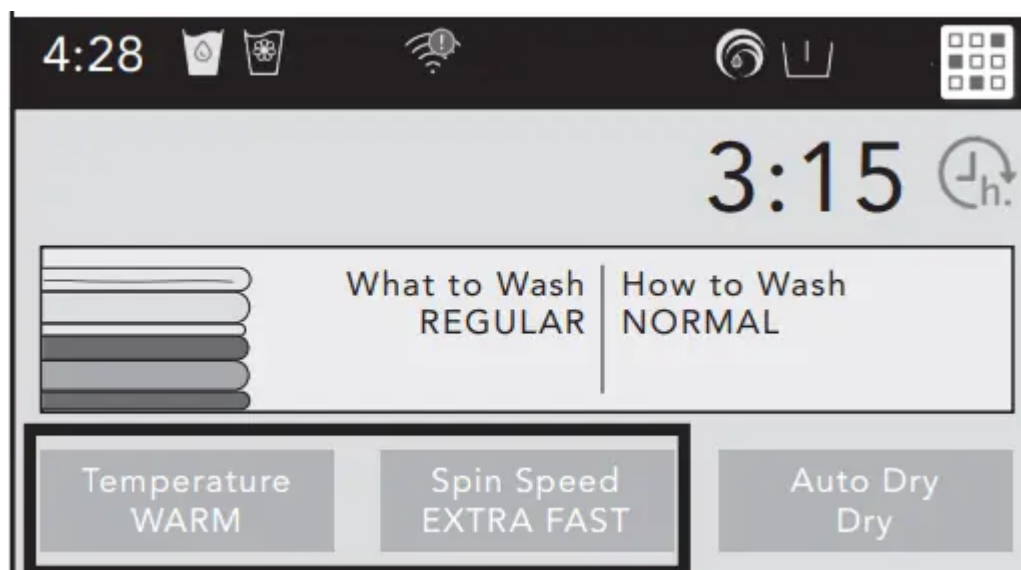 4:28
3:15 h.
What to Wash
REGULAR
How to Wash
NORMAL
Temperature
WARM
Spin Speed
EXTRA FAST
Auto Dry
Dry